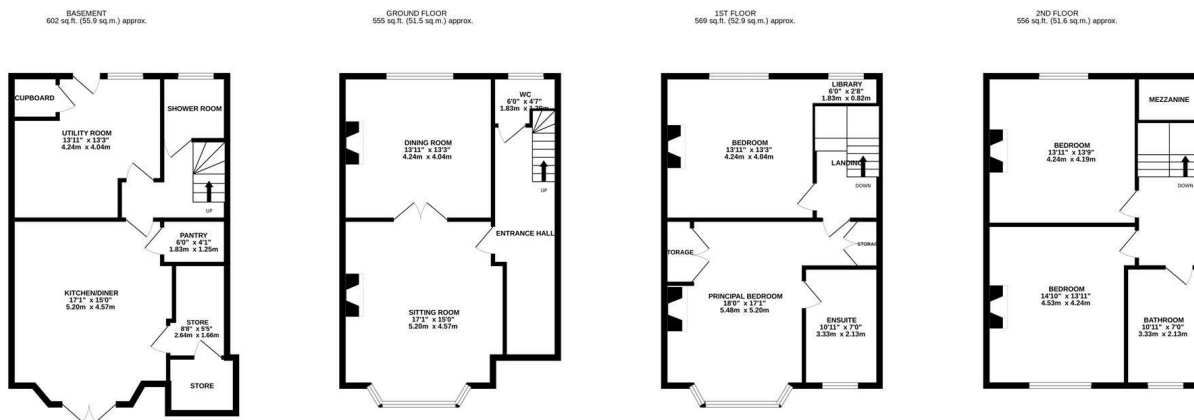 BASEMENT
602 sq.ft. (55.9 sq.m.) approx.
CUPBOARD
SHOWER ROOM
UTILITY ROOM
13'11" x 13'3"
4.24m x 4.04m
UP
PANTRY
6'0" x 4'1"
1.83m x 1.25m
KITCHEN/DINER
17'1" x 15'0"
5.20m x 4.57m
STORE
8'8" x 5'5"
2.64m x 1.66m
STORE
GROUND FLOOR
555 sq.ft. (51.5 sq.m.) approx.
WC
6'0" x 4'7"
1.83m
DINING ROOM
13'11" x 13'3"
4.24m x 4.04m
UP
ENTRANCE HALL
SITTING ROOM
17'1" x 15'0"
5.20m x 4.57m
1ST FLOOR
569 sq.ft. (52.9 sq.m.) approx.
LIBRARY
6'0" x 2'8"
1.83m x 0.82m
BEDROOM
13'11" x 13'3"
4.24m x 4.04m
LANDING
DOWN
TORAGE
STORAG
PRINCIPAL BEDROOM
18'0" x 17'1"
5.48m x 5.20m
ENSUITE
10'11" x 7'0"
3.33m x 2.13m
2ND FLOOR
556 sq.ft. (51.6 sq.m.) approx.
MEZZANINE
BEDROOM
13'11" x 13'9"
4.24m x 4.19m
DOWN
BEDROOM
14'10" x 13'11"
4.53m x 4.24m
BATHROOM
10'11" x 7'0"
3.33m x 2.13m